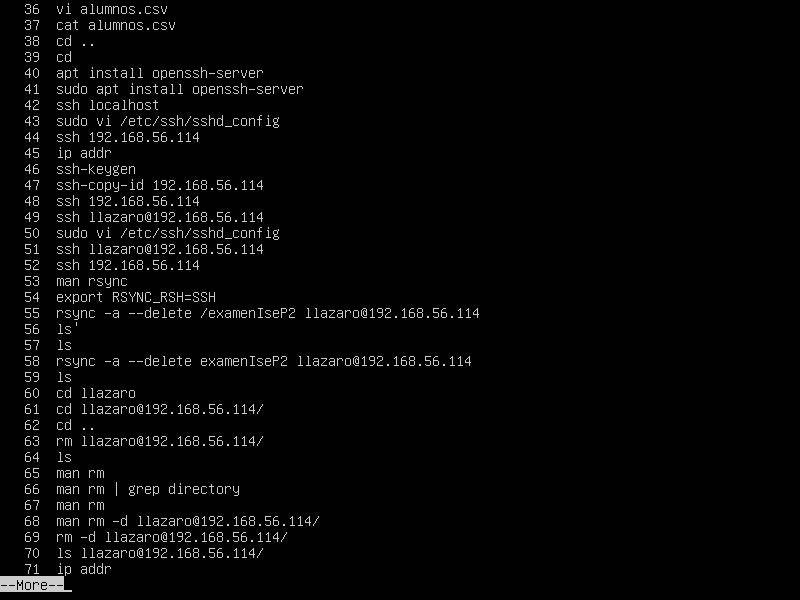 36 vi alumnos.csv
37 cat alumnos.csv
38 cd ..
39 cd
40 apt install openssh-server
41 sudo apt install openssh-server
42 ssh localhost
43 sudo vi /etc/ssh/sshd_config
44 ssh 192.168.56.114
45 ip addr
46 ssh-keygen
47 ssh-copy-id 192.168.56.114
48 ssh 192.168.56.114
49 ssh llazaro@192.168.56.114
50 sudo vi /etc/ssh/sshd_config
51 ssh llazaro@192.168.56.114
52 ssh 192.168.56.114
53 man rsync
54 export RSYNC_RSH=SSH
55 rsync -a --delete /examenIseP2 llazaro@192.168.56.114
56 ls'
57 ls
58 rsync -a --delete examenIseP2 llazaro@192.168.56.114
59 ls
60 cd llazaro
61 cd llazaro@192.168.56.114/
62 cd ..
63 rm llazaro@192.168.56.114/
64 ls
65 man rm
66 man rm | grep directory
67 man rm
68 man rm -d llazaro@192.168.56.114/
69 rm -d llazaro@192.168.56.114/
70 ls llazaro@192.168.56.114/
71 ip addr
--More--